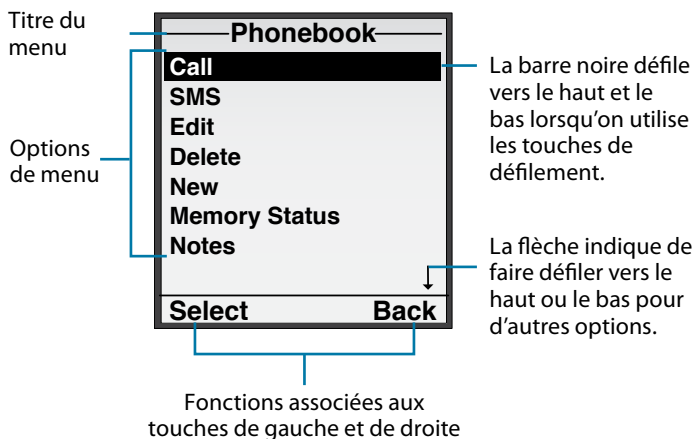 Titre du
menu
Phonebook
Call
SMS
Edit
Delete
New
Memory Status
Notes
Select Back
Options
de menu
La barre noire défile
vers le haut et le
bas lorsqu'on utilise
les touches de
défilement.
La flèche indique de
faire défiler vers le
haut ou le bas pour
d'autres options.
Fonctions associées aux
touches de gauche et de droite